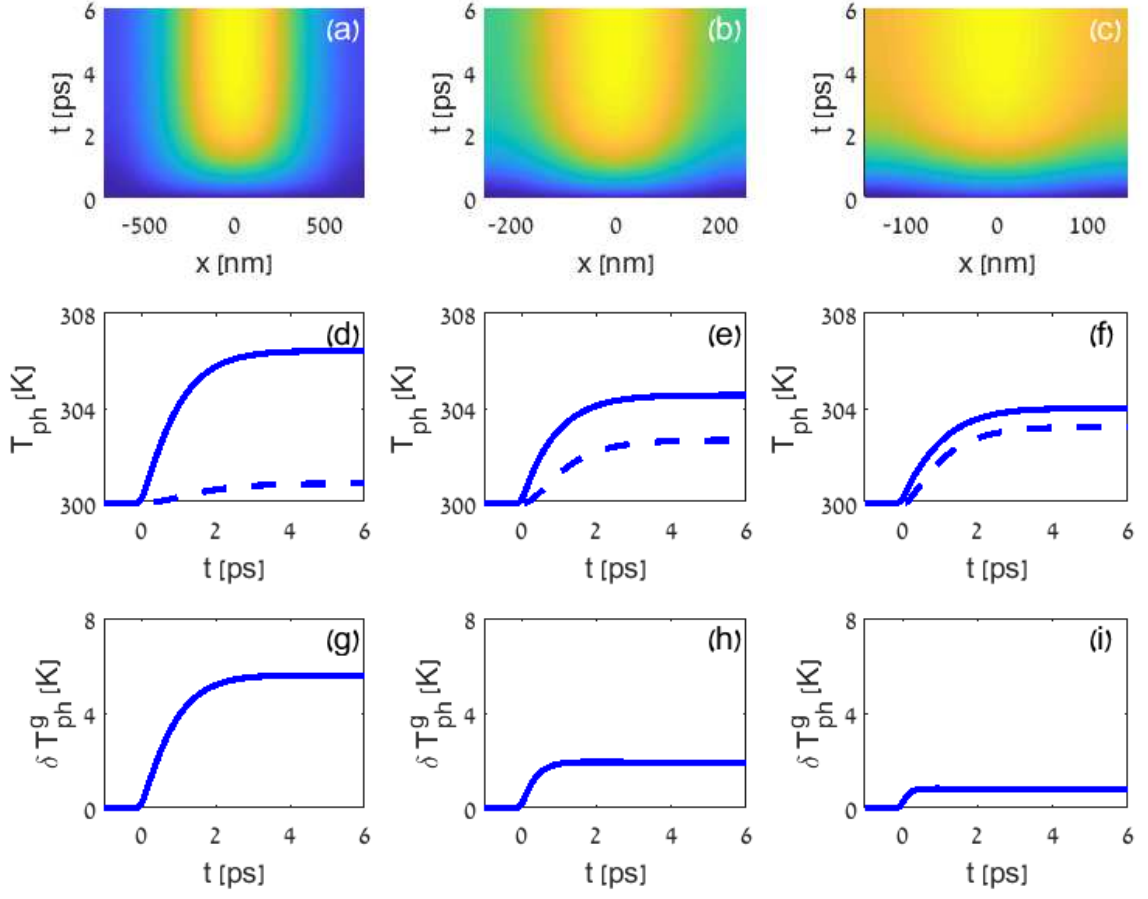 (a) (b) (c)
6 6 6
4 4 4
2 2 2
0 0 0
t [ps] t [ps] t [ps]
-500 0 500 -200 0 200 -100 0 100
x [nm] x [nm] x [nm]
(d) (e) (f)
308 308 308
304 304 304
300 300 300
T_ph [K] T_ph [K] T_ph [K]
0 2 4 6 0 2 4 6 0 2 4 6
t [ps] t [ps] t [ps]
(g) (h) (i)
8 8 8
4 4 4
0 0 0
δ T^g_ph [K] δ T^g_ph [K] δ T^g_ph [K]
0 2 4 6 0 2 4 6 0 2 4 6
t [ps] t [ps] t [ps]